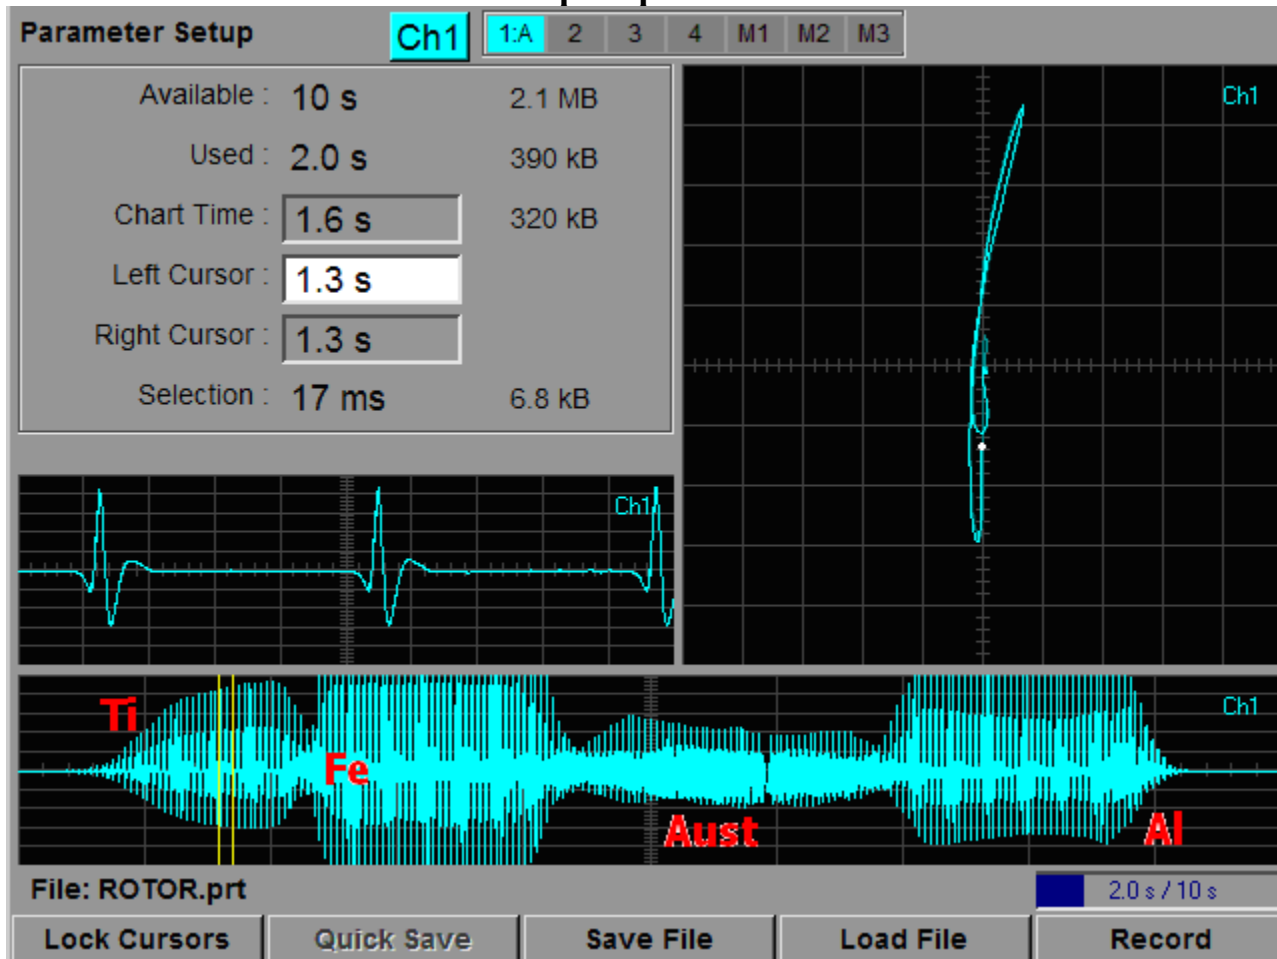 Parameter Setup Ch1 1:A 2 3 4 M1 M2 M3
Available : 10 s 2.1 MB
Used : 2.0 s 390 kB
Chart Time : 1.6 s 320 kB
Left Cursor : 1.3 s
Right Cursor : 1.3 s
Selection : 17 ms 6.8 kB
Ch1
Ch1
Ch1
Ti
Fe
Aust
Al
File: ROTOR.prt 2.0 s / 10 s
Lock Cursors Quick Save Save File Load File Record